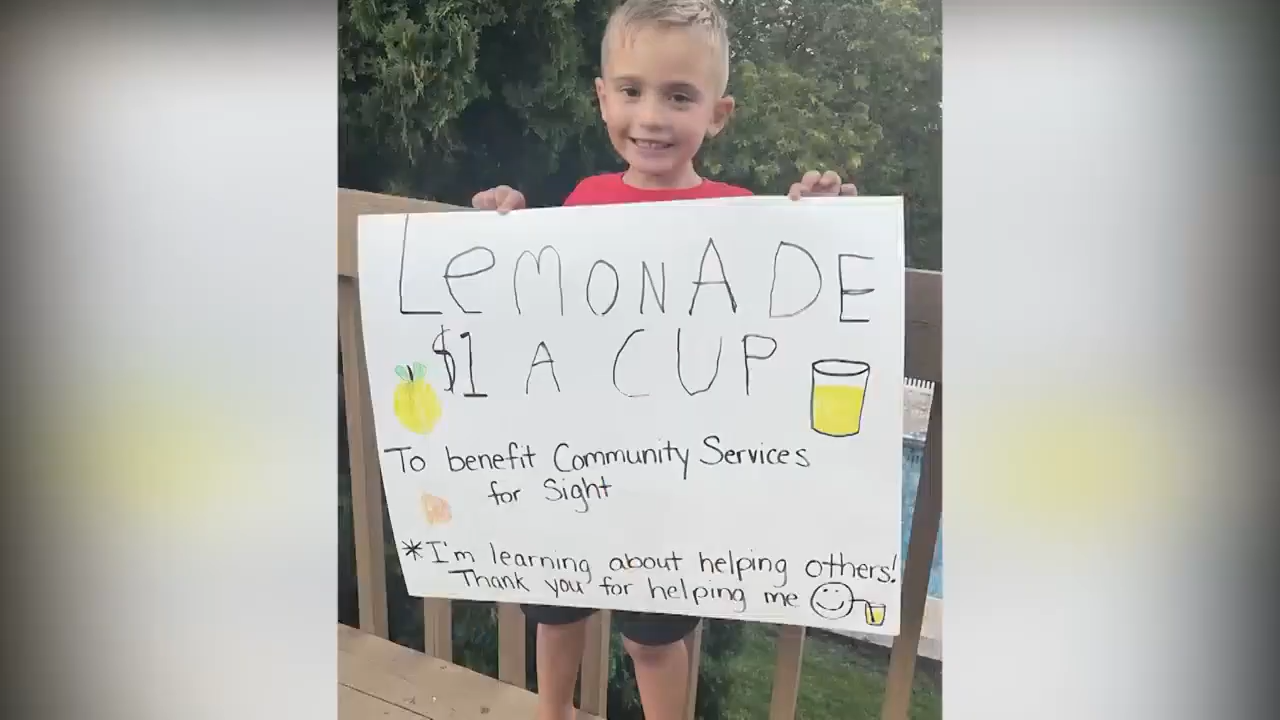 LeMONADE
$1 A CUP
To benefit Community Services
for Sight
*I'm learning about helping others!
Thank you for helping me